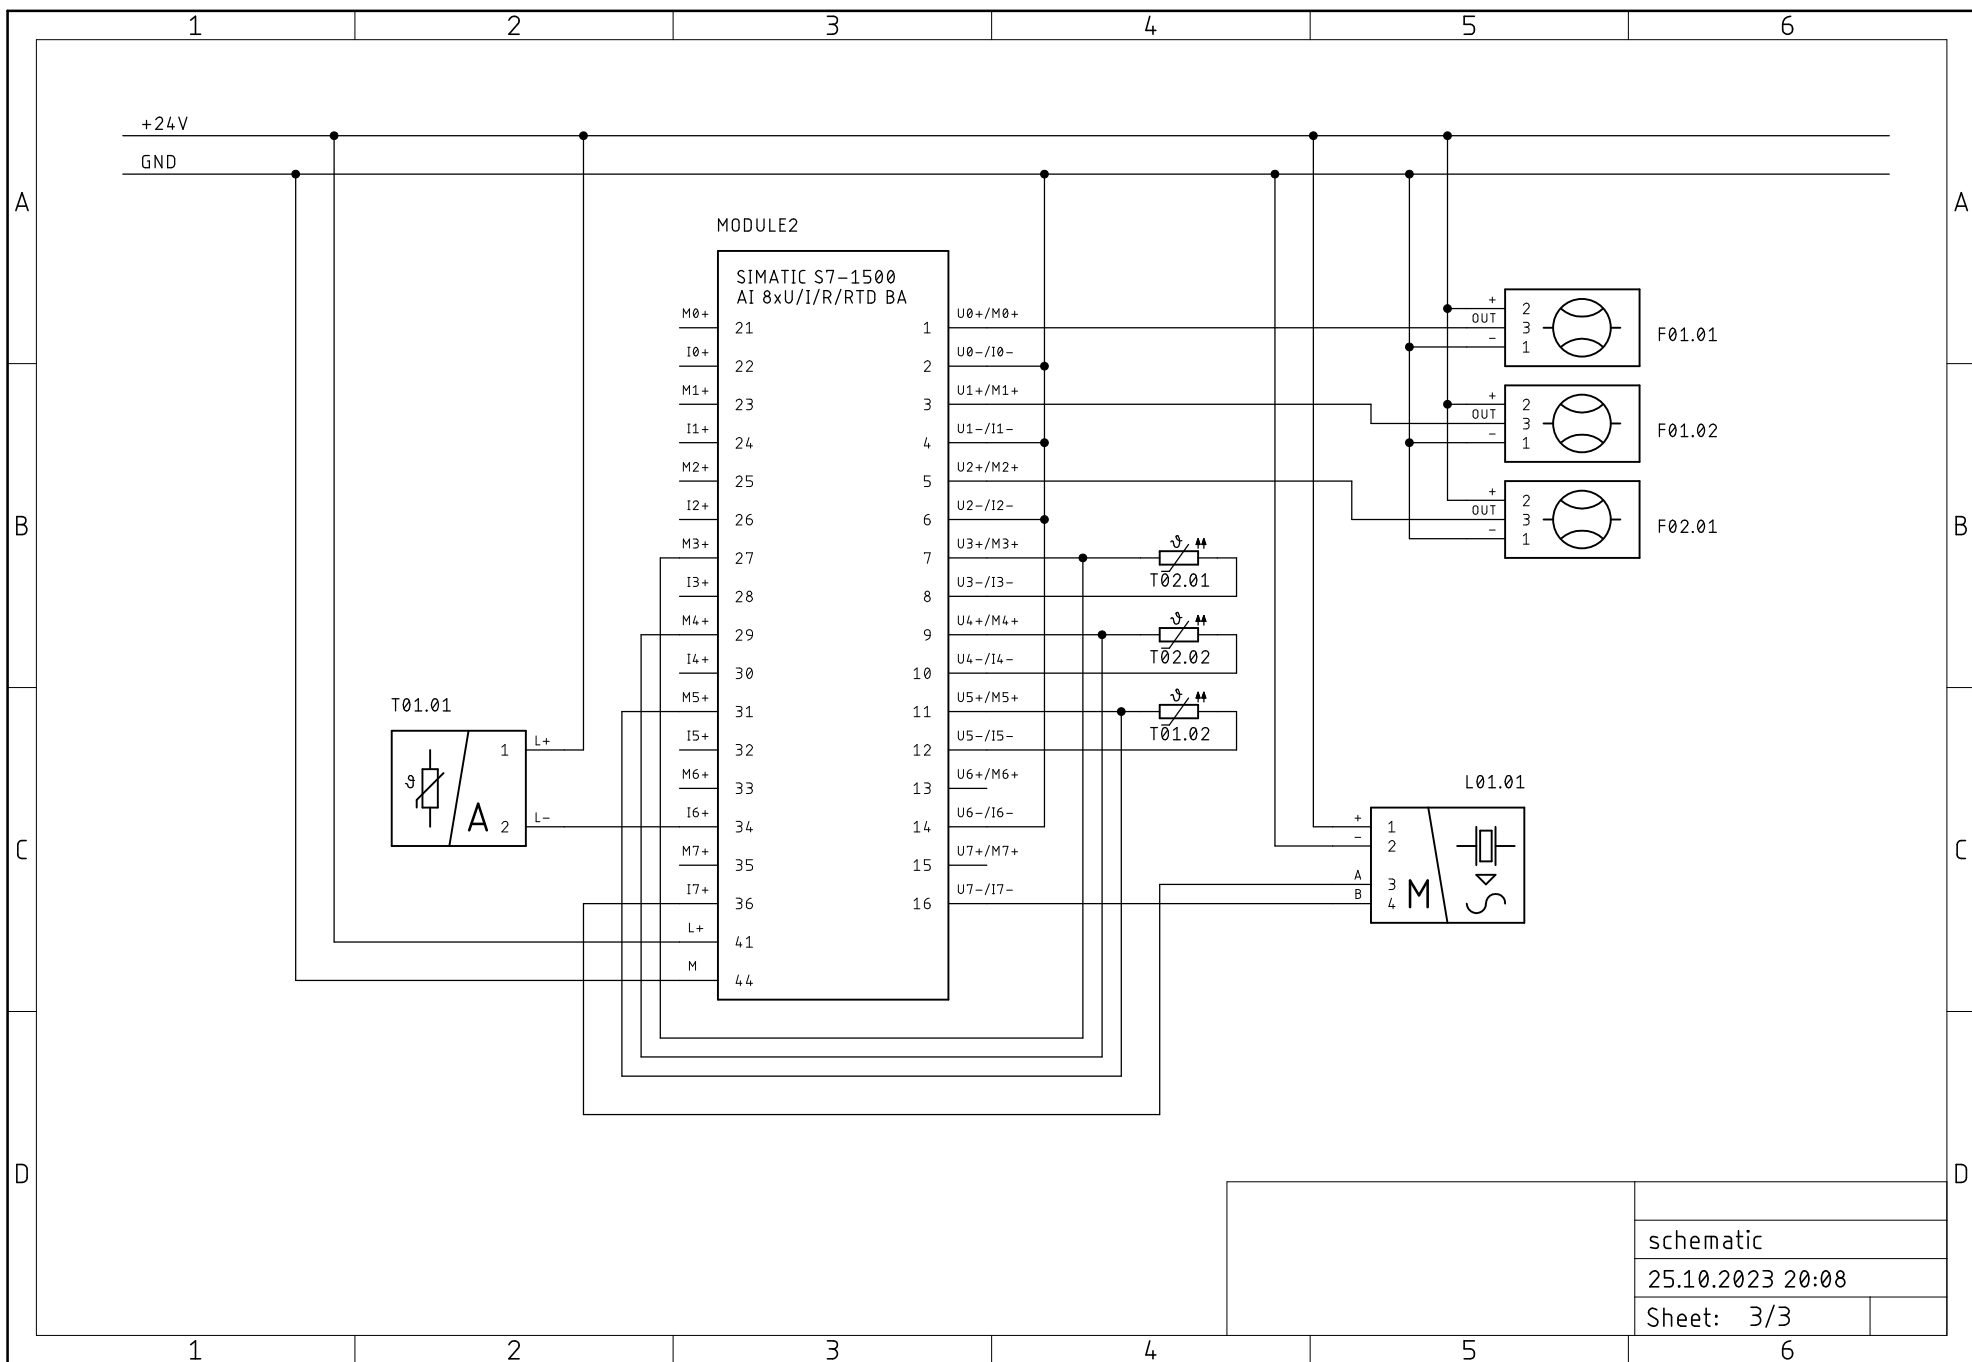 1 2 3 4 5 6
+24V
GND
A A
MODULE2
SIMATIC S7-1500
AI 8xU/I/R/RTD BA
M0+ 21 1 U0+/M0+
I0+ 22 2 U0-/I0-
M1+ 23 3 U1+/M1+
I1+ 24 4 U1-/I1-
M2+ 25 5 U2+/M2+
I2+ 26 6 U2-/I2-
M3+ 27 7 U3+/M3+
I3+ 28 8 U3-/I3-
M4+ 29 9 U4+/M4+
I4+ 30 10 U4-/I4-
M5+ 31 11 U5+/M5+
I5+ 32 12 U5-/I5-
M6+ 33 13 U6+/M6+
I6+ 34 14 U6-/I6-
M7+ 35 15 U7+/M7+
I7+ 36 16 U7-/I7-
L+ 41
M 44
+ 2
OUT 3
- 1
F01.01
+ 2
OUT 3
- 1
F01.02
+ 2
OUT 3
- 1
F02.01
B B
ϑ
T02.01
ϑ
T02.02
ϑ
T01.02
T01.01
1 L+
ϑ
A 2 L-
L01.01
+ 1
- 2
A 3
B 4
M
C C
D D
schematic
25.10.2023 20:08
Sheet: 3/3
1 2 3 4 5 6